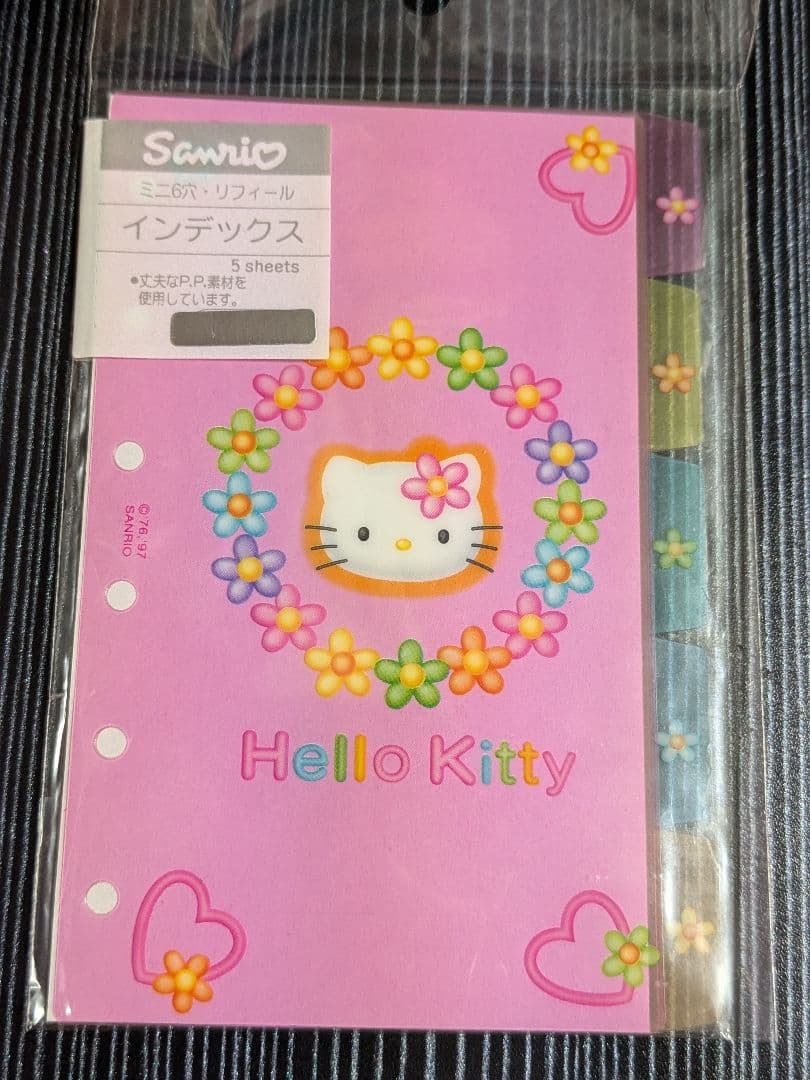 Sanrio
ミニ6穴・リフィール
インデックス
5 sheets
●丈夫なP.P.素材を
使用しています。
©'76,'97
SANRIO
Hello Kitty